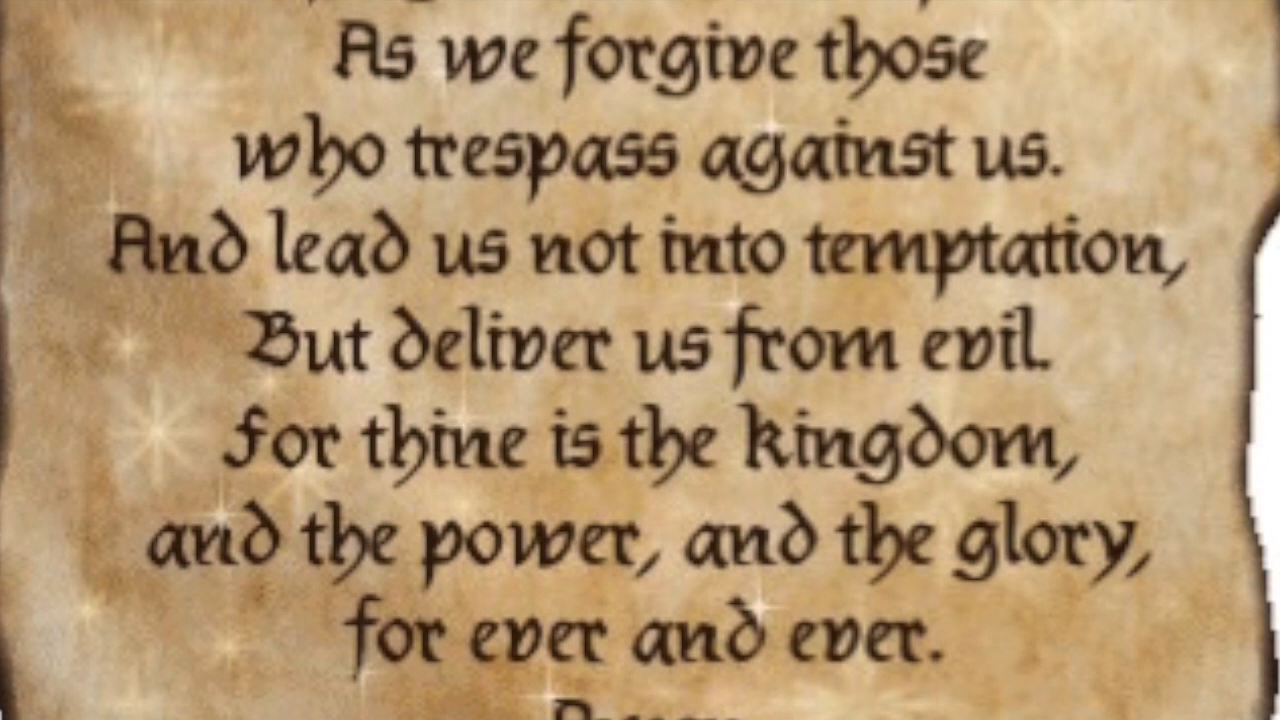 As we forgive those
who trespass against us.
And lead us not into temptation,
But deliver us from evil.
For thine is the kingdom,
and the power, and the glory,
for ever and ever.